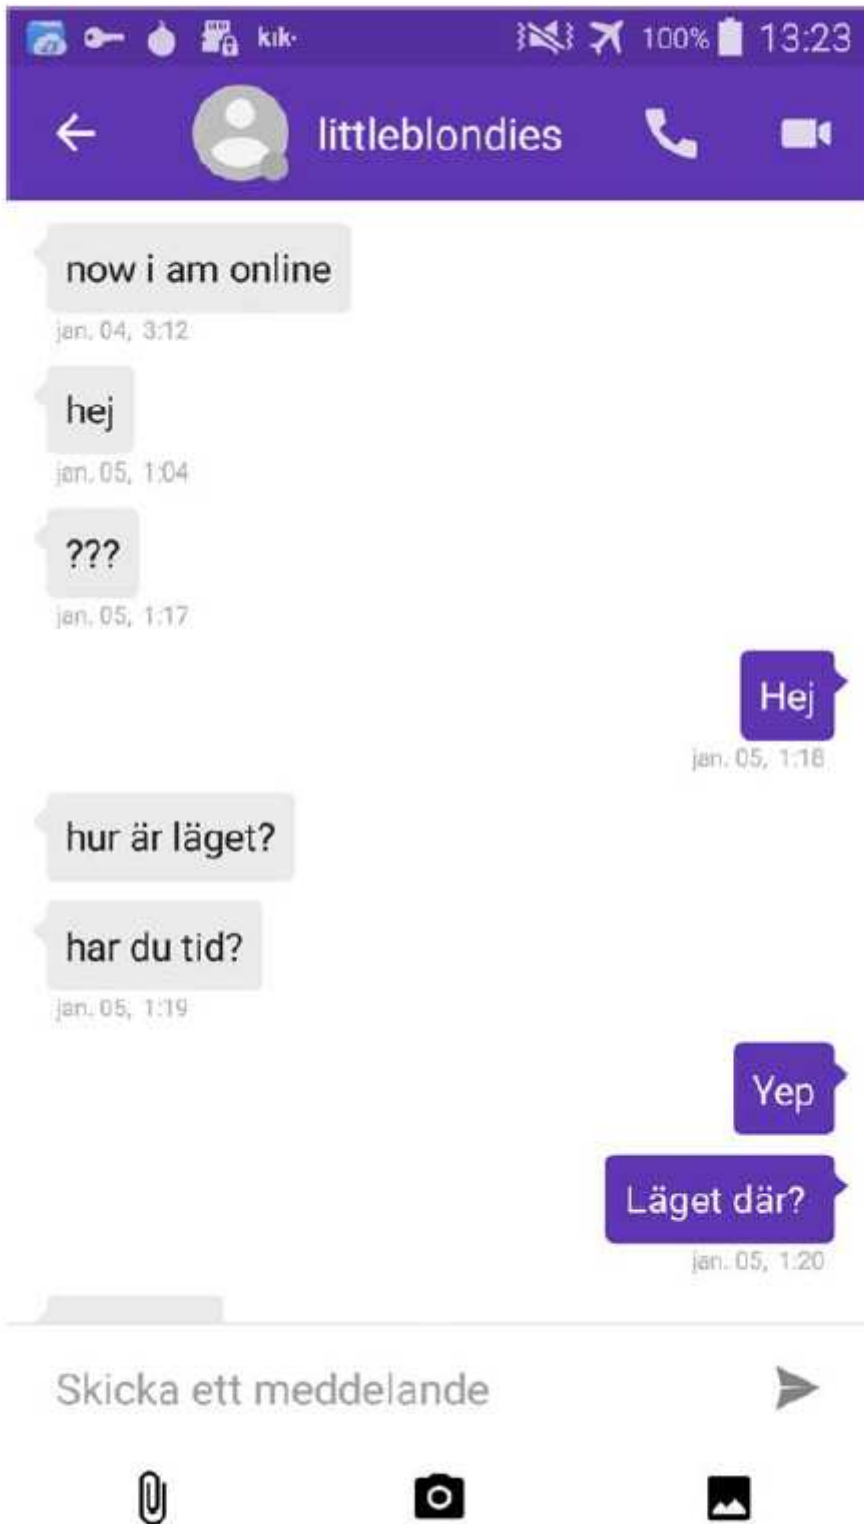 kik·
100%
13:23
littleblondies
now i am online
jan. 04, 3:12
hej
jan. 05, 1:04
???
jan. 05, 1:17
Hej
jan. 05, 1:18
hur är läget?
har du tid?
jan. 05, 1:19
Yep
Läget där?
jan. 05, 1:20
Skicka ett meddelande